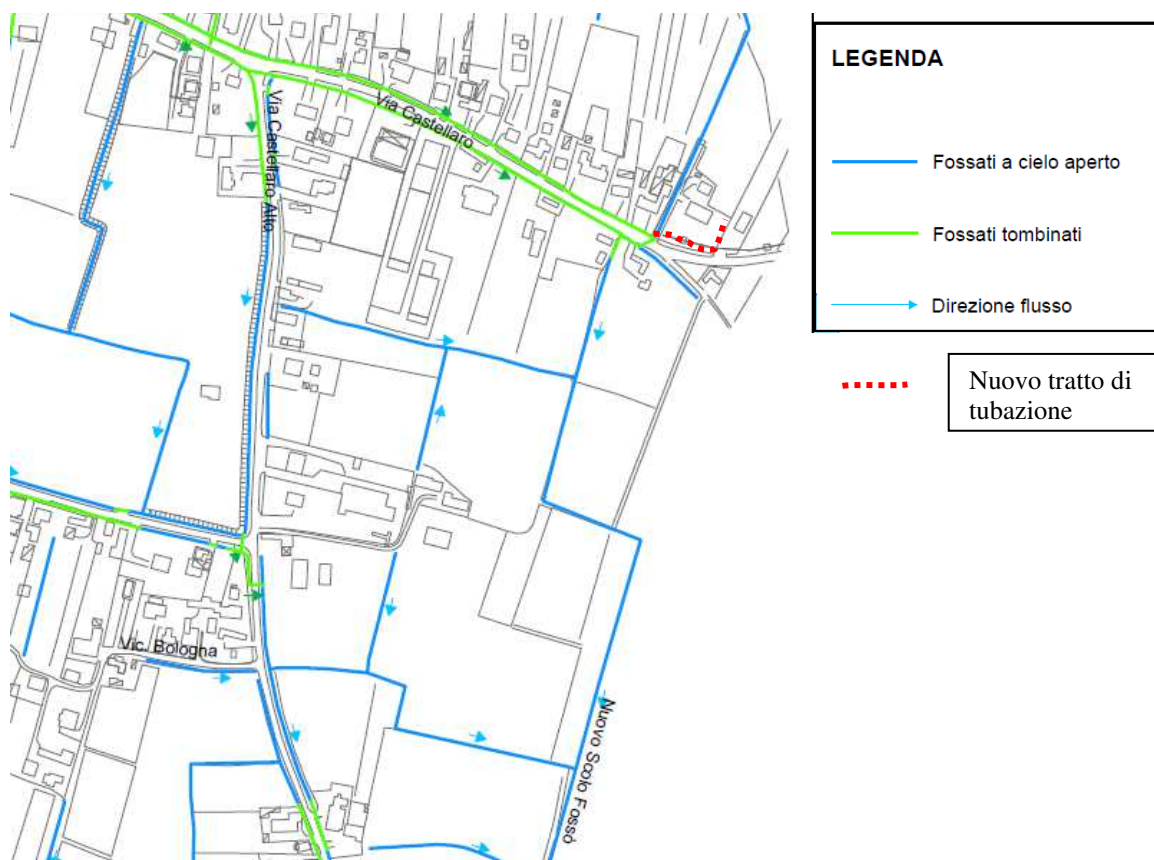 LEGENDA
Fossati a cielo aperto
Fossati tombinati
Direzione flusso
Nuovo tratto di
tubazione
Via Castellaro
Via Castellaro Alto
Vic. Bologna
Nuovo Scolo Fossò